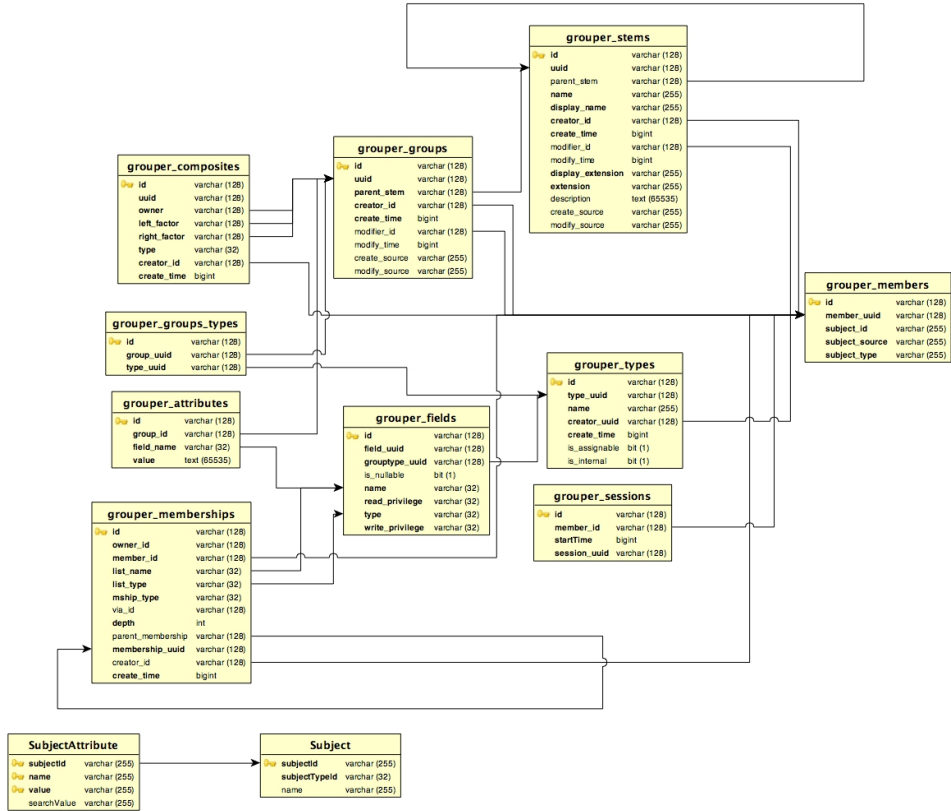 grouper_stems
id varchar (128)
uuid varchar (128)
parent_stem varchar (128)
name varchar (255)
display_name varchar (255)
creator_id varchar (128)
create_time bigint
modifier_id varchar (128)
modify_time bigint
display_extension varchar (255)
extension varchar (255)
description text (65535)
create_source varchar (255)
modify_source varchar (255)
grouper_groups
id varchar (128)
uuid varchar (128)
parent_stem varchar (128)
creator_id varchar (128)
create_time bigint
modifier_id varchar (128)
modify_time bigint
create_source varchar (255)
modify_source varchar (255)
grouper_composites
id varchar (128)
uuid varchar (128)
owner varchar (128)
left_factor varchar (128)
right_factor varchar (128)
type varchar (32)
creator_id varchar (128)
create_time bigint
grouper_members
id varchar (128)
member_uuid varchar (128)
subject_id varchar (255)
subject_source varchar (255)
subject_type varchar (255)
grouper_groups_types
id varchar (128)
group_uuid varchar (128)
type_uuid varchar (128)
grouper_types
id varchar (128)
type_uuid varchar (128)
name varchar (255)
creator_uuid varchar (128)
create_time bigint
is_assignable bit (1)
is_internal bit (1)
grouper_attributes
id varchar (128)
group_id varchar (128)
field_name varchar (32)
value text (65535)
grouper_fields
id varchar (128)
field_uuid varchar (128)
grouptype_uuid varchar (128)
is_nullable bit (1)
name varchar (32)
read_privilege varchar (32)
type varchar (32)
write_privilege varchar (32)
grouper_sessions
id varchar (128)
member_id varchar (128)
startTime bigint
session_uuid varchar (128)
grouper_memberships
id varchar (128)
owner_id varchar (128)
member_id varchar (128)
list_name varchar (32)
list_type varchar (32)
mship_type varchar (32)
via_id varchar (128)
depth int
parent_membership varchar (128)
membership_uuid varchar (128)
creator_id varchar (128)
create_time bigint
SubjectAttribute
subjectId varchar (255)
name varchar (255)
value varchar (255)
searchValue varchar (255)
Subject
subjectId varchar (255)
subjectTypeId varchar (32)
name varchar (255)